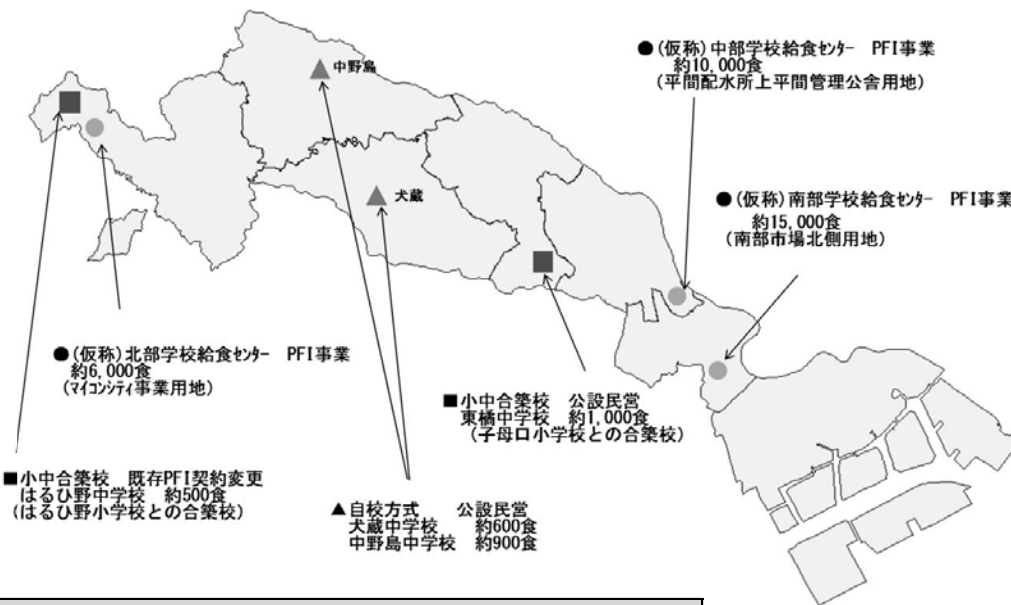 ●(仮称)中部学校給食ｾﾝﾀｰ　PFI事業
約10,000食
(平間配水所上平間管理公舎用地)
▲中野島
▲犬蔵
●(仮称)南部学校給食ｾﾝﾀｰ　PFI事業
約15,000食
(南部市場北側用地)
●(仮称)北部学校給食ｾﾝﾀｰ　PFI事業
約6,000食
(ﾏｲｺﾝｼﾃｨ事業用地)
■小中合築校　公設民営
東橘中学校　約1,000食
(子母口小学校との合築校)
■小中合築校　既存PFI契約変更
はるひ野中学校　約500食
(はるひ野小学校との合築校)
▲自校方式　公設民営
犬蔵中学校　約600食
中野島中学校　約900食